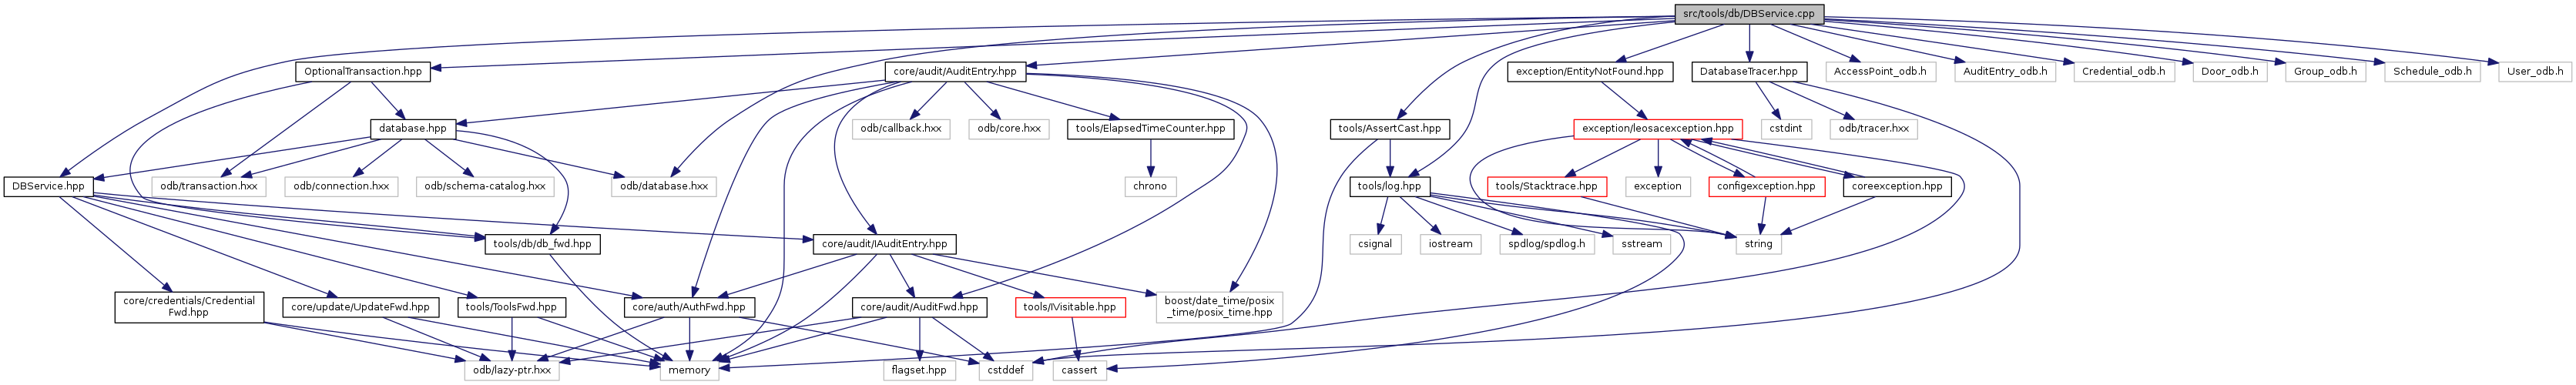 src/tools/db/DBService.cpp
OptionalTransaction.hpp
core/audit/AuditEntry.hpp
exception/EntityNotFound.hpp
DatabaseTracer.hpp
AccessPoint_odb.h
AuditEntry_odb.h
Credential_odb.h
Door_odb.h
Group_odb.h
Schedule_odb.h
User_odb.h
database.hpp
odb/callback.hxx
odb/core.hxx
tools/ElapsedTimeCounter.hpp
tools/AssertCast.hpp
exception/leosacexception.hpp
cstdint
odb/tracer.hxx
DBService.hpp
odb/transaction.hxx
odb/connection.hxx
odb/schema-catalog.hxx
odb/database.hxx
chrono
tools/log.hpp
tools/Stacktrace.hpp
exception
configexception.hpp
coreexception.hpp
tools/db/db_fwd.hpp
core/audit/IAuditEntry.hpp
csignal
iostream
spdlog/spdlog.h
sstream
string
core/credentials/Credential
Fwd.hpp
core/update/UpdateFwd.hpp
tools/ToolsFwd.hpp
core/auth/AuthFwd.hpp
core/audit/AuditFwd.hpp
tools/IVisitable.hpp
boost/date_time/posix
_time/posix_time.hpp
odb/lazy-ptr.hxx
memory
flagset.hpp
cstddef
cassert